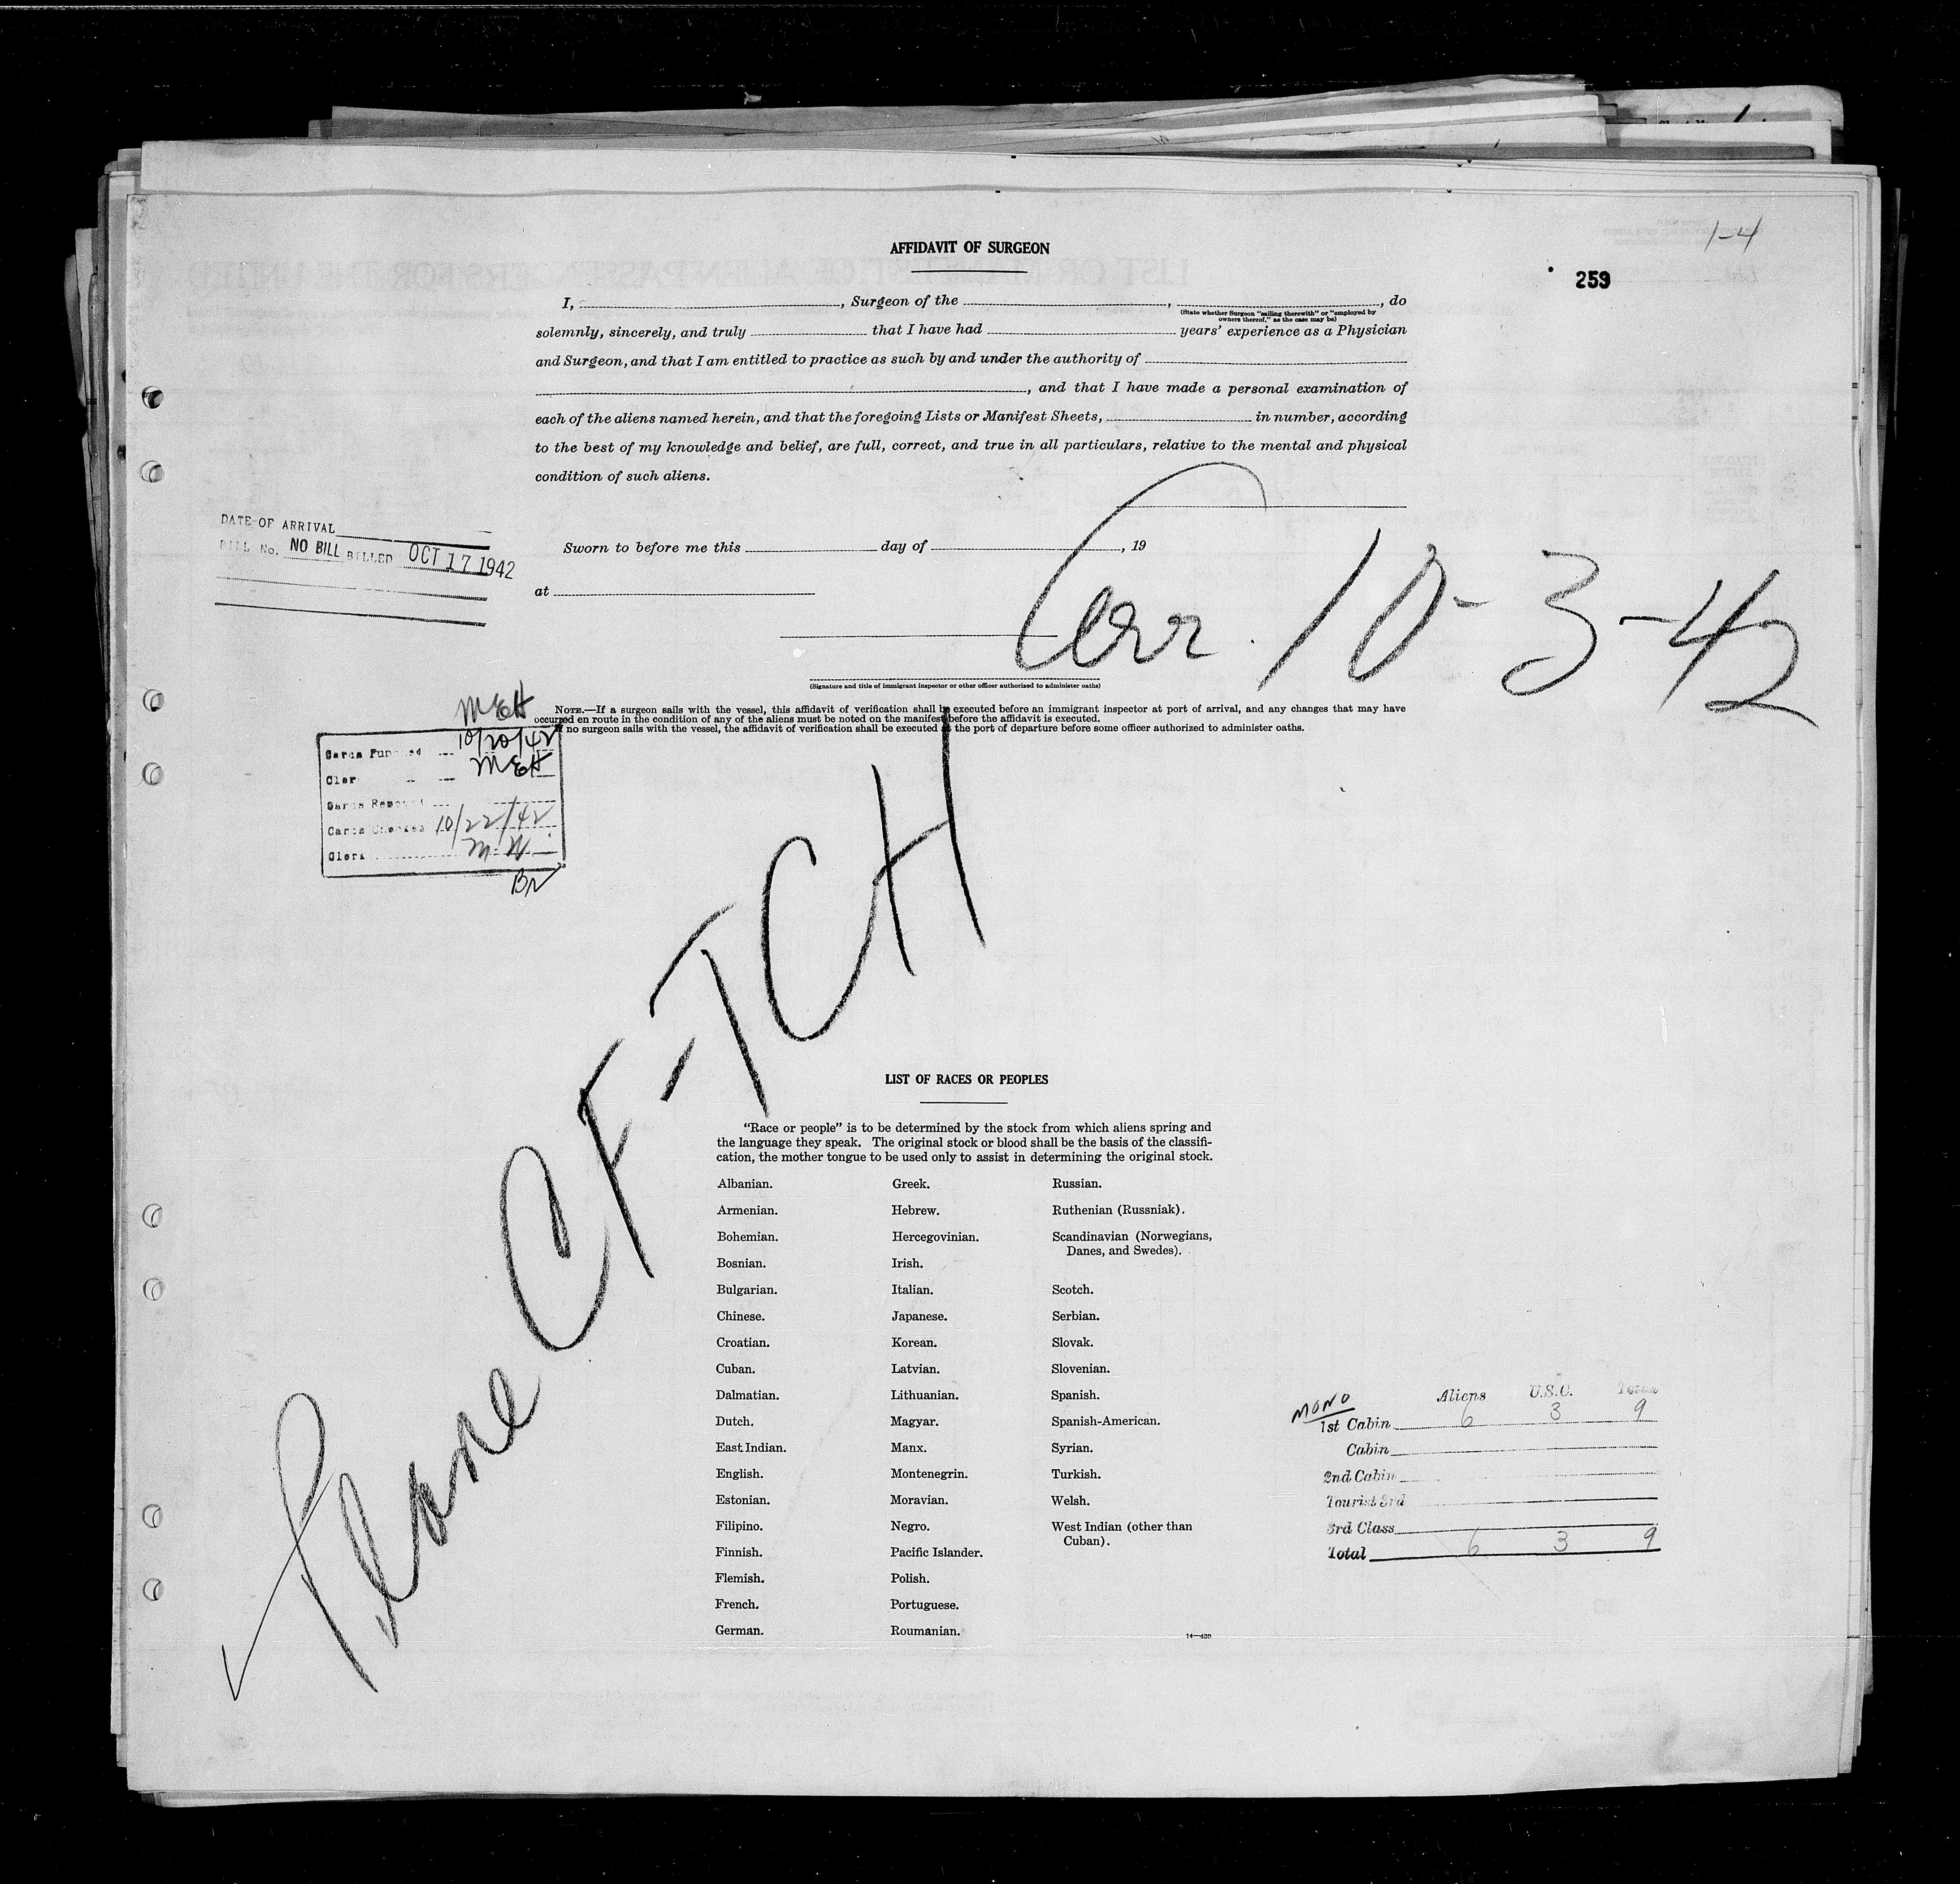 1-4
AFFIDAVIT OF SURGEON
259
I, , Surgeon of the , , do
(State whether Surgeon "sailing therewith" or "employed by
owners thereof," as the case may be)
solemnly, sincerely, and truly that I have had years' experience as a Physician
and Surgeon, and that I am entitled to practice as such by and under the authority of
, and that I have made a personal examination of
each of the aliens named herein, and that the foregoing Lists or Manifest Sheets, in number, according
to the best of my knowledge and belief, are full, correct, and true in all particulars, relative to the mental and physical
condition of such aliens.
DATE OF ARRIVAL
BILL No. NO BILL BILLED OCT 17 1942
Sworn to before me this day of , 19
at
Arr. 10-3-42
(Signature and title of immigrant inspector or other officer authorized to administer oaths)
NOTE.—If a surgeon sails with the vessel, this affidavit of verification shall be executed before an immigrant inspector at port of arrival, and any changes that may have
occurred en route in the condition of any of the aliens must be noted on the manifest before the affidavit is executed.
If no surgeon sails with the vessel, the affidavit of verification shall be executed at the port of departure before some officer authorized to administer oaths.
MEH
Cards Punched 10/20/42
Clerk MEH
Cards Removed
Cards Checked 10/22/42
Clerk M.N.
Plane CF-TCH
LIST OF RACES OR PEOPLES
"Race or people" is to be determined by the stock from which aliens spring and
the language they speak. The original stock or blood shall be the basis of the classifi-
cation, the mother tongue to be used only to assist in determining the original stock.
Albanian.
Armenian.
Bohemian.
Bosnian.
Bulgarian.
Chinese.
Croatian.
Cuban.
Dalmatian.
Dutch.
East Indian.
English.
Estonian.
Filipino.
Finnish.
Flemish.
French.
German.
Greek.
Hebrew.
Hercegovinian.
Irish.
Italian.
Japanese.
Korean.
Latvian.
Lithuanian.
Magyar.
Manx.
Montenegrin.
Moravian.
Negro.
Pacific Islander.
Polish.
Portuguese.
Roumanian.
Russian.
Ruthenian (Russniak).
Scandinavian (Norwegians,
Danes, and Swedes).
Scotch.
Serbian.
Slovak.
Slovenian.
Spanish.
Spanish-American.
Syrian.
Turkish.
Welsh.
West Indian (other than
Cuban).
14—430
MONO
Aliens U.S.C. Total
1st Cabin 6 3 9
Cabin
2nd Cabin
Tourist 3rd
3rd Class
Total 6 3 9